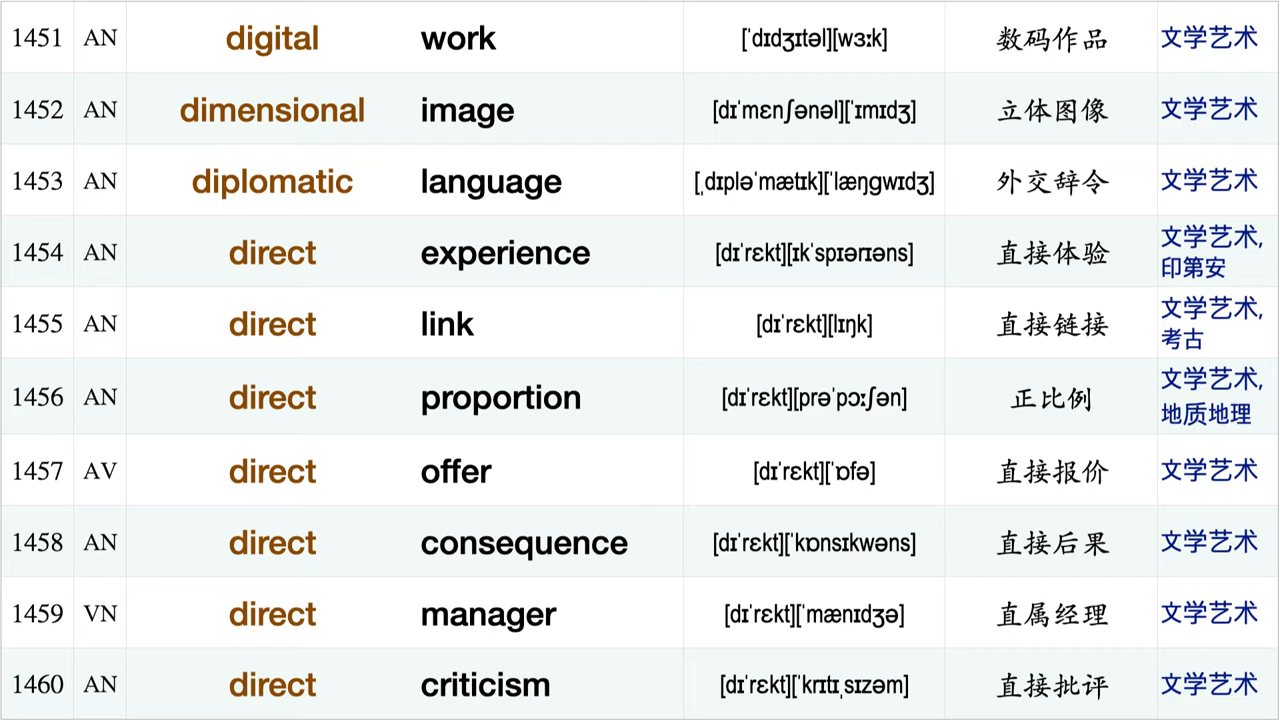 1451 AN digital work [ˈdɪdʒɪtəl][wɜːk] 数码作品 文学艺术
1452 AN dimensional image [dɪˈmɛnʃənəl][ˈɪmɪdʒ] 立体图像 文学艺术
1453 AN diplomatic language [ˌdɪpləˈmætɪk][ˈlæŋgwɪdʒ] 外交辞令 文学艺术
1454 AN direct experience [dɪˈrɛkt][ɪkˈspɪərɪəns] 直接体验 文学艺术,
印第安
1455 AN direct link [dɪˈrɛkt][lɪŋk] 直接链接 文学艺术,
考古
1456 AN direct proportion [dɪˈrɛkt][prəˈpɔːʃən] 正比例 文学艺术,
地质地理
1457 AV direct offer [dɪˈrɛkt][ˈɒfə] 直接报价 文学艺术
1458 AN direct consequence [dɪˈrɛkt][ˈkɒnsɪkwəns] 直接后果 文学艺术
1459 VN direct manager [dɪˈrɛkt][ˈmænɪdʒə] 直属经理 文学艺术
1460 AN direct criticism [dɪˈrɛkt][ˈkrɪtɪˌsɪzəm] 直接批评 文学艺术